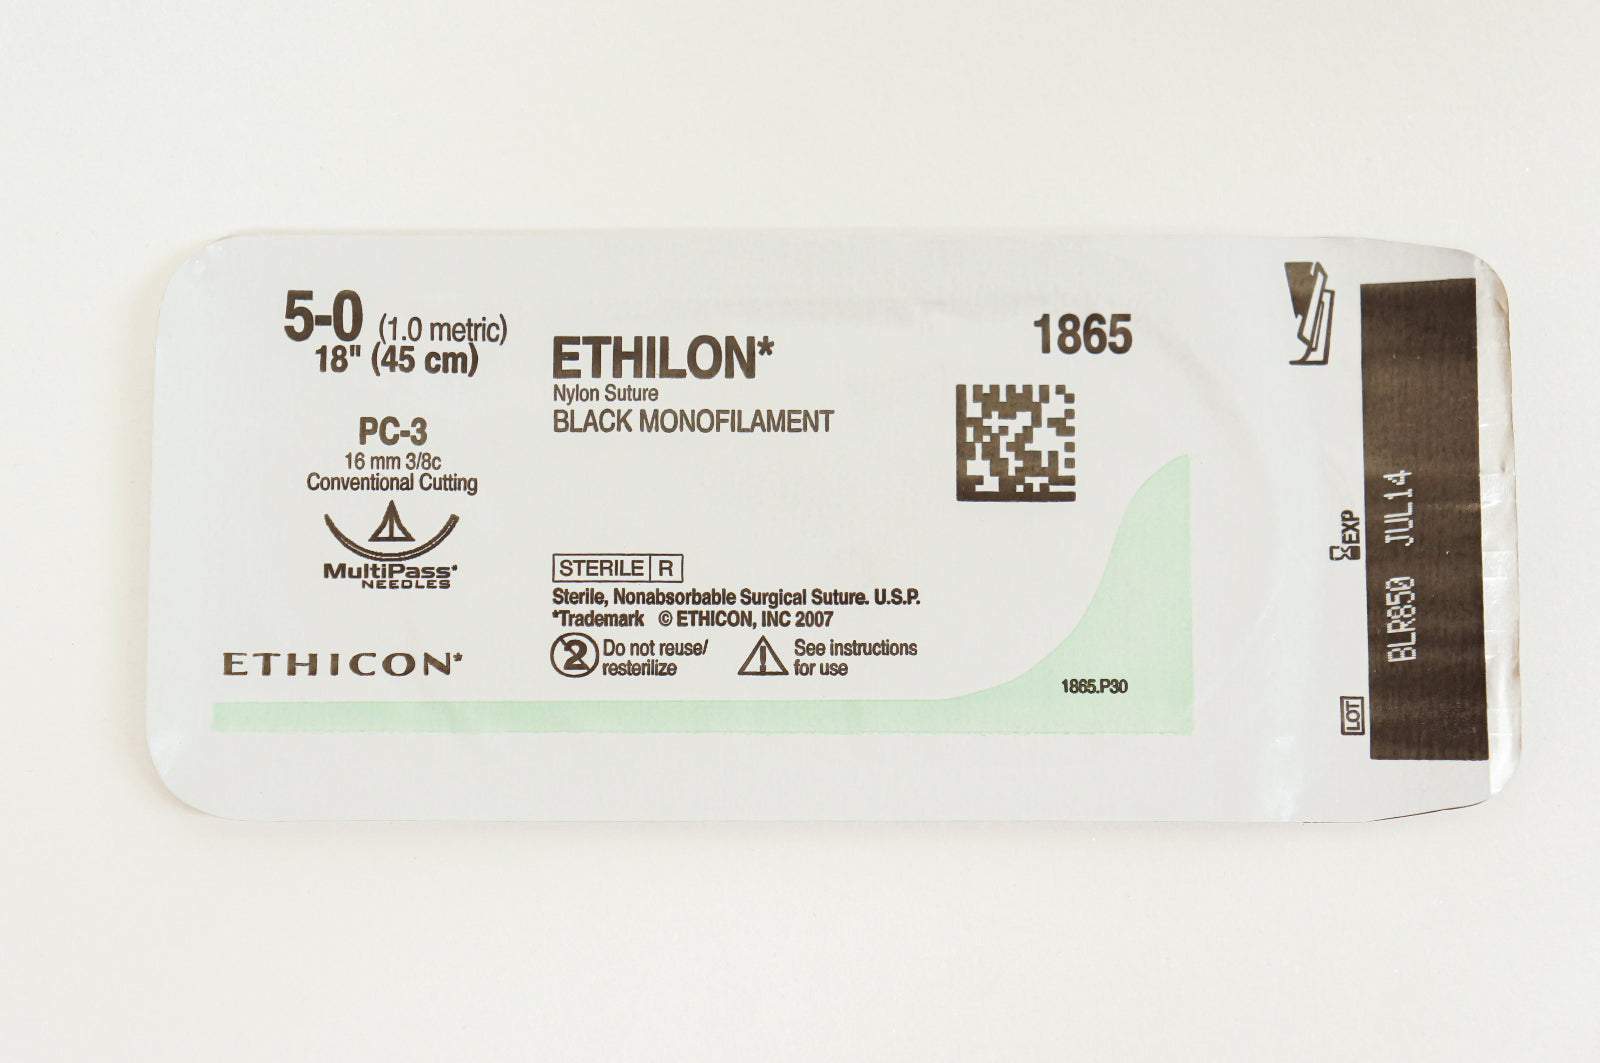 5-0 (1.0 metric)
18" (45 cm)
PC-3
16 mm 3/8c
Conventional Cutting
MultiPass*
NEEDLES
ETHICON*
ETHILON*
Nylon Suture
BLACK MONOFILAMENT
STERILE R
Sterile, Nonabsorbable Surgical Suture. U.S.P.
*Trademark © ETHICON, INC 2007
2 Do not reuse/
resterilize
See instructions
for use
1865
1865.P30
EXP
LOT
BLR850 JUL14